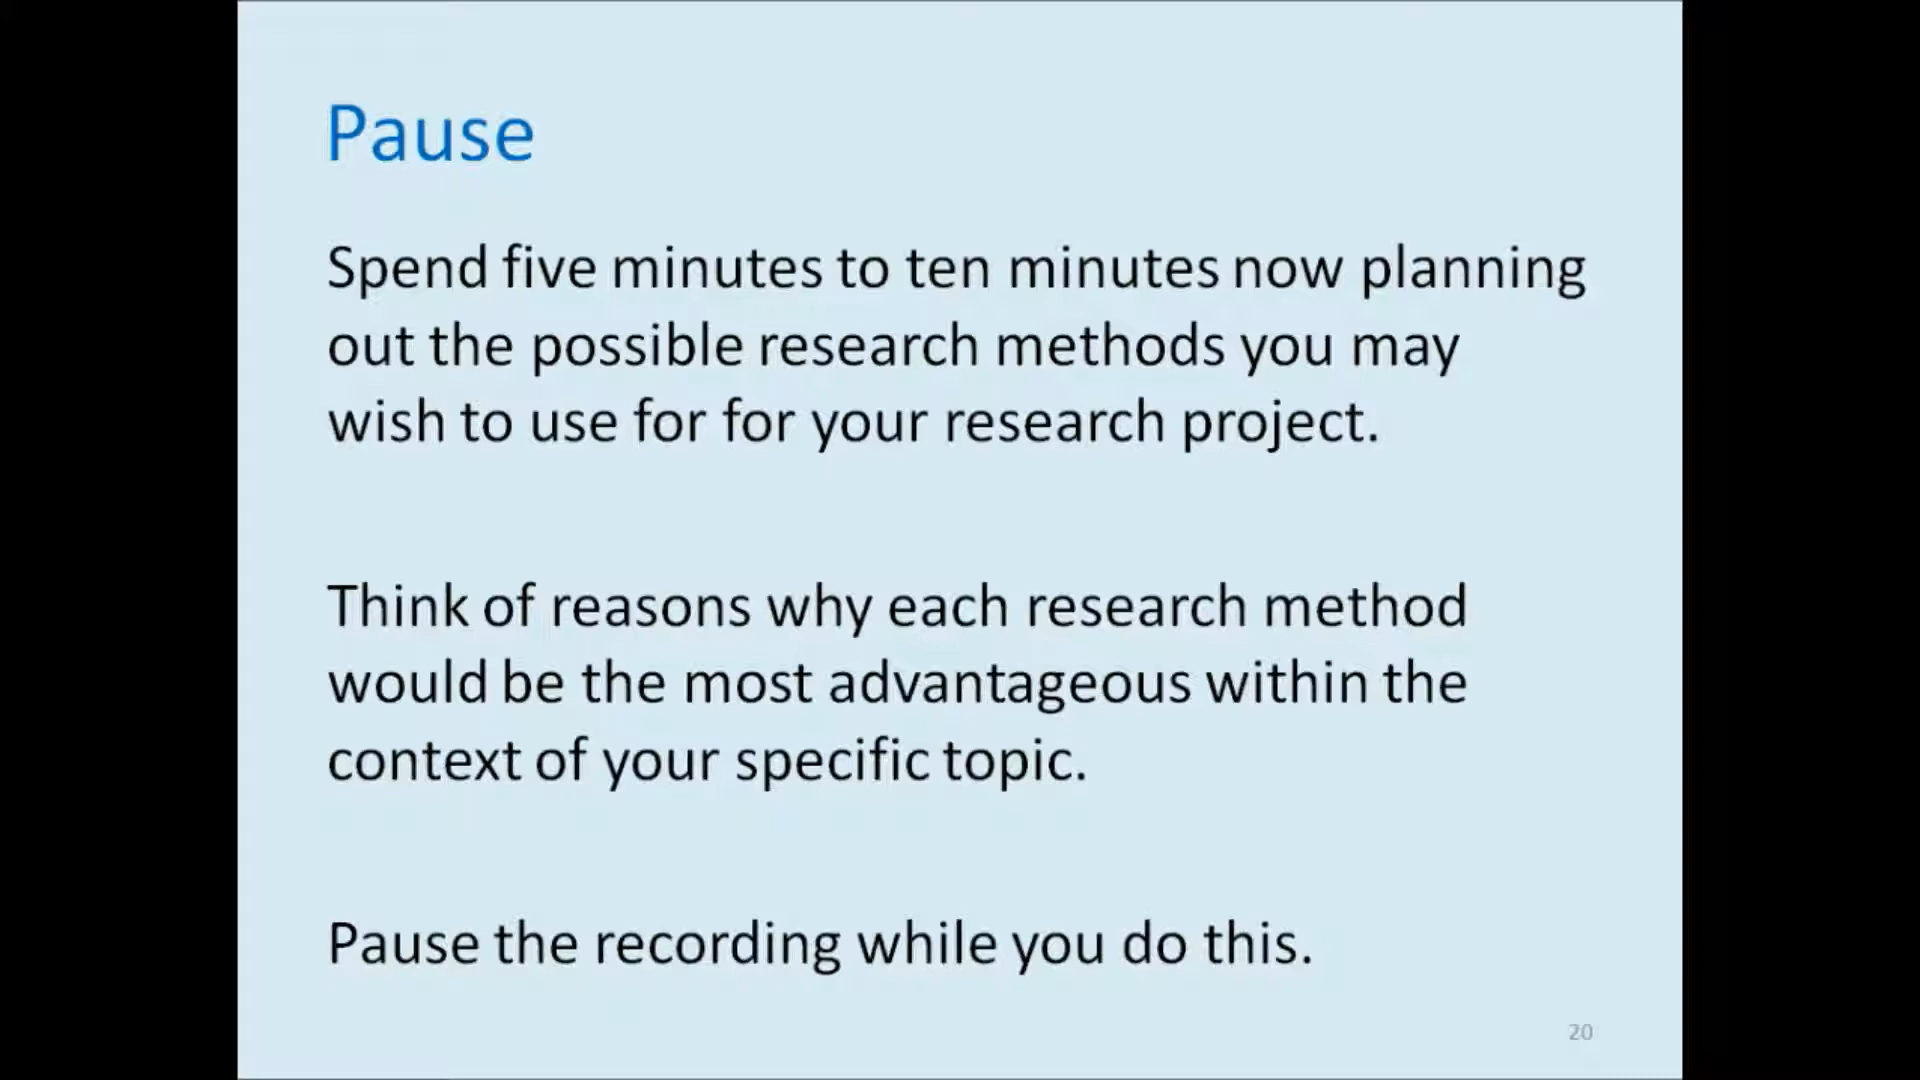 Pause
Spend five minutes to ten minutes now planning
out the possible research methods you may
wish to use for for your research project.
Think of reasons why each research method
would be the most advantageous within the
context of your specific topic.
Pause the recording while you do this.
20